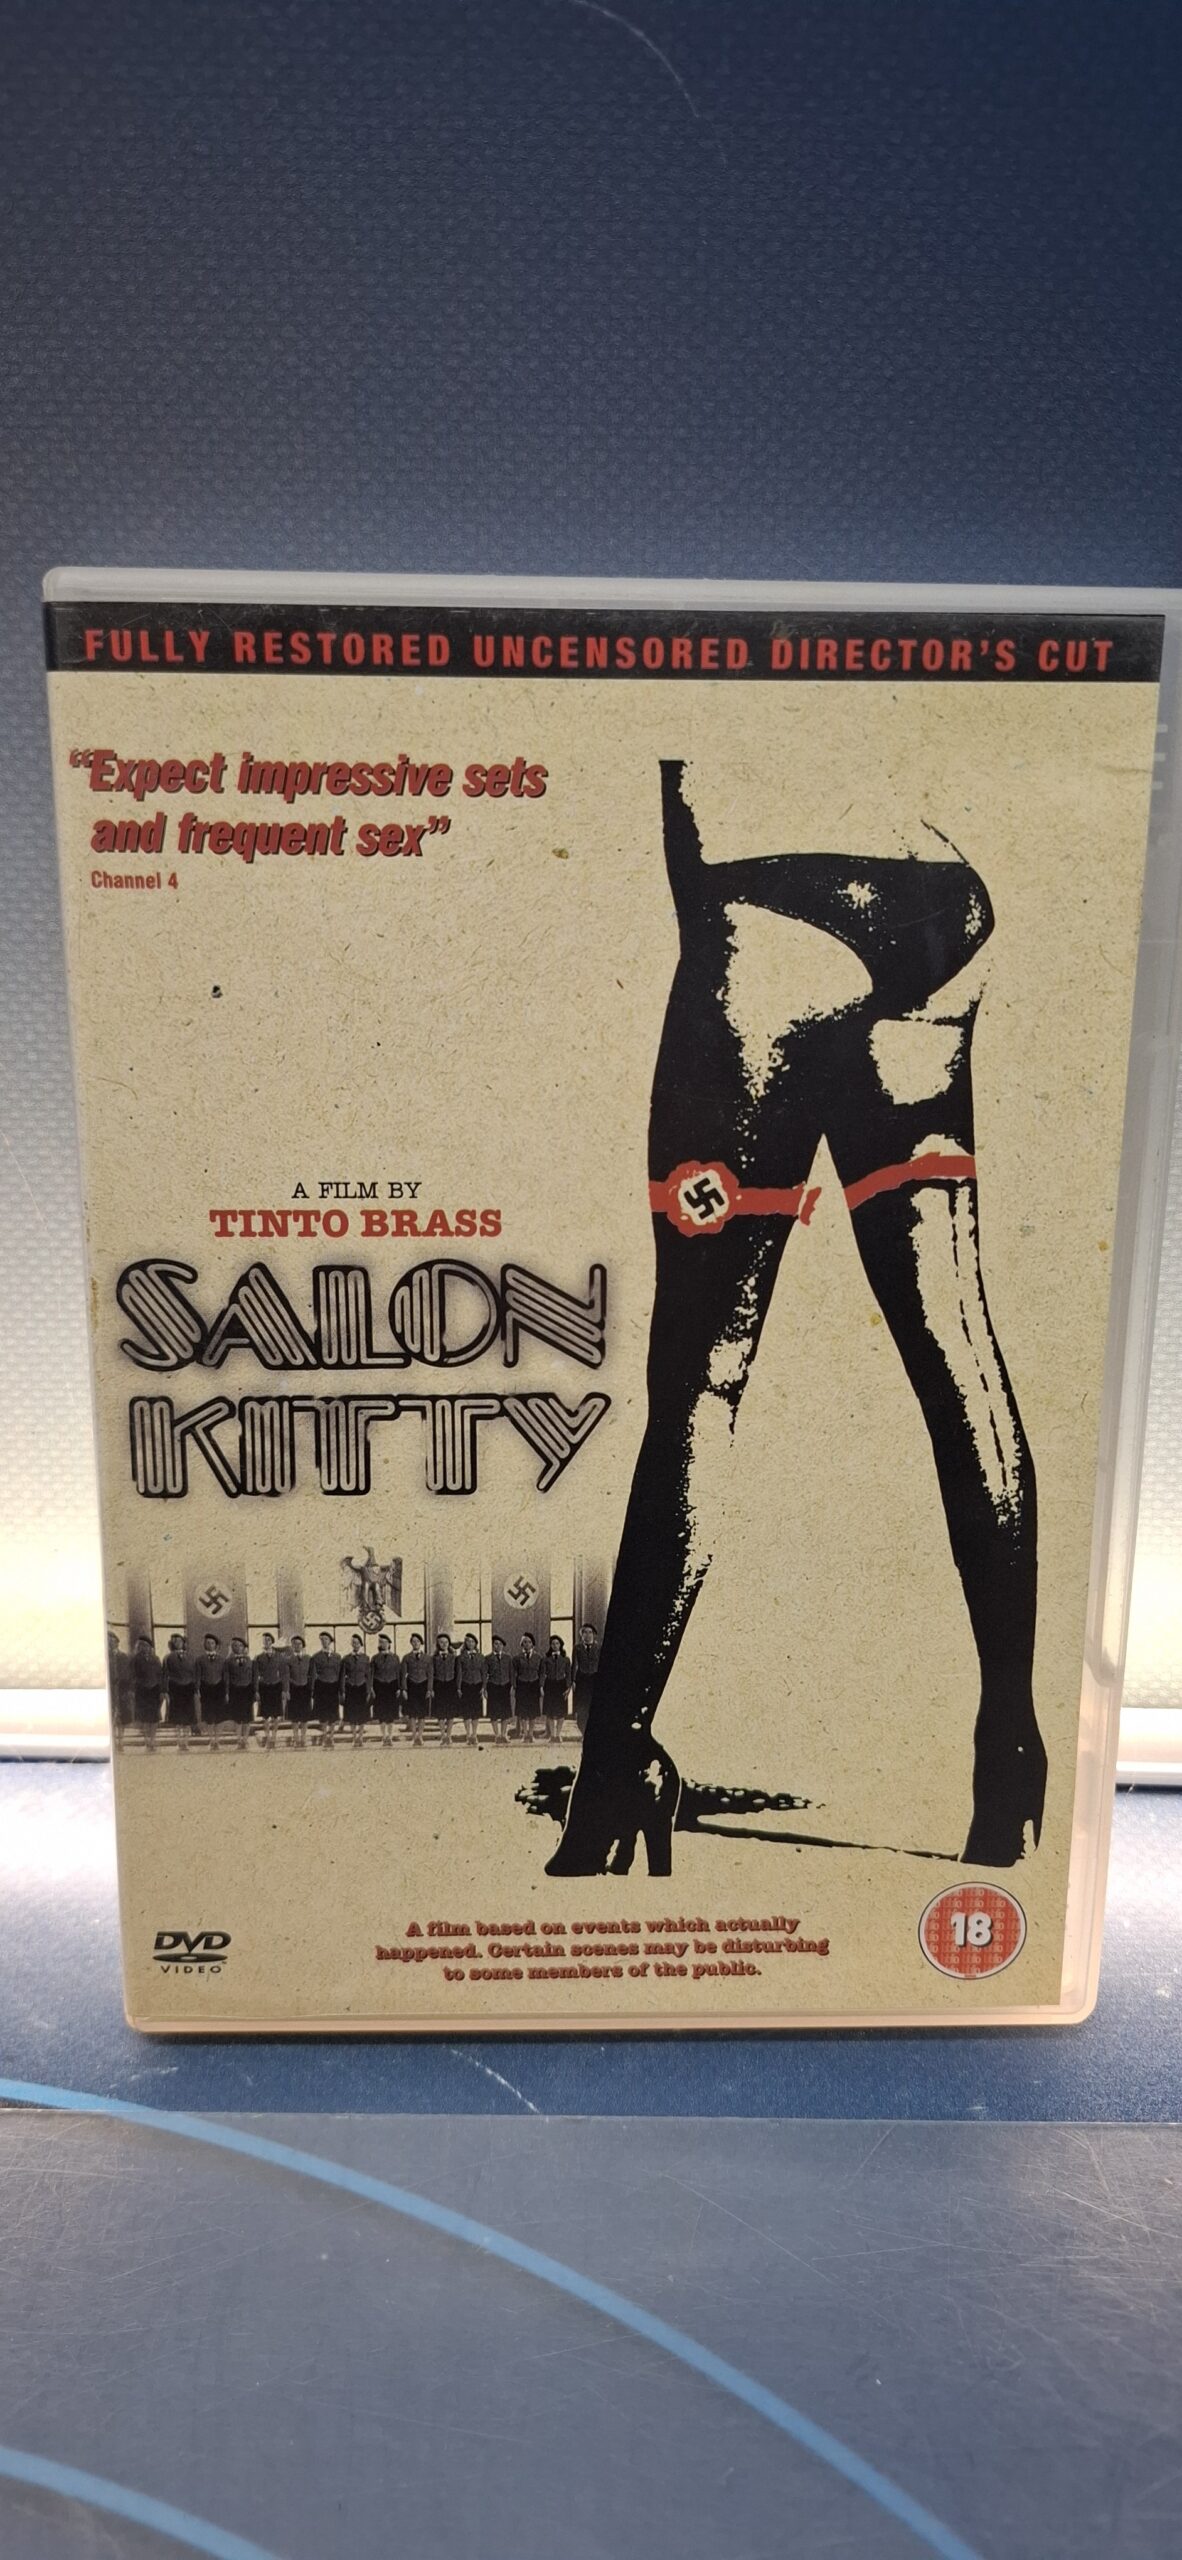 FULLY RESTORED UNCENSORED DIRECTOR'S CUT
“Expect impressive sets
and frequent sex”
Channel 4
A FILM BY
TINTO BRASS
SALON
KITTY
A film based on events which actually
happened. Certain scenes may be disturbing
to some members of the public.
DVD
VIDEO
18